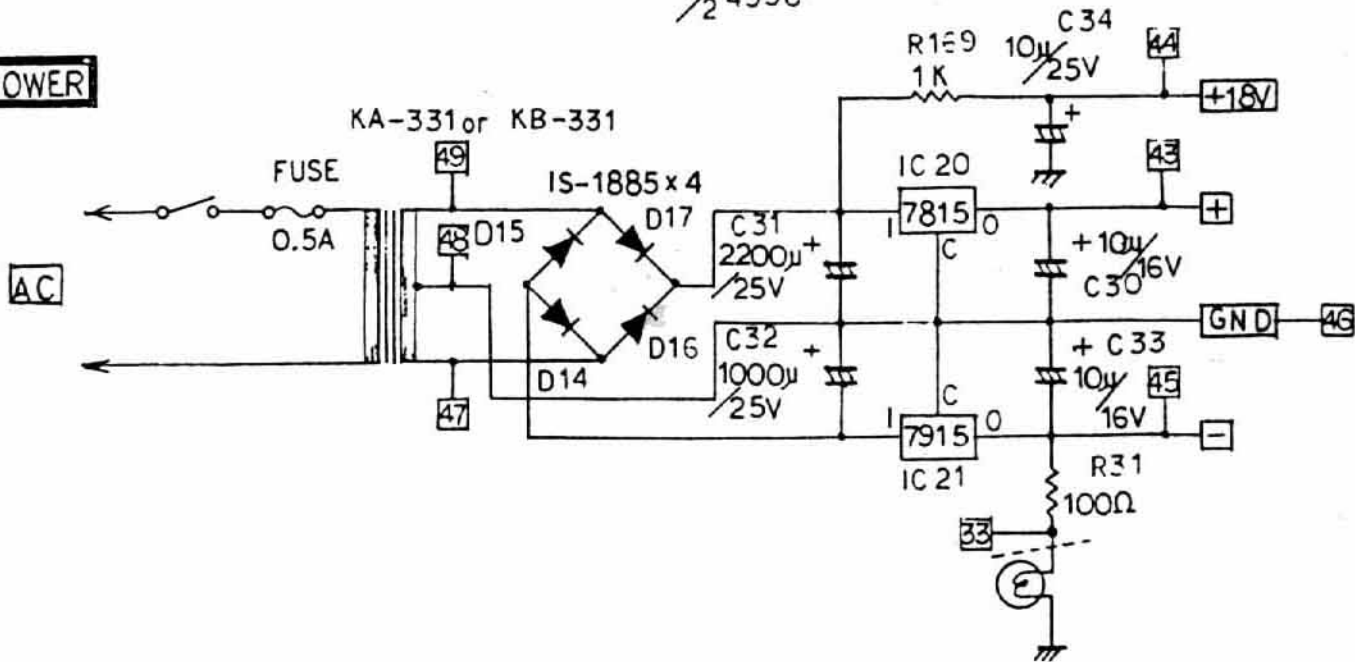 C34
R169
10μ/25V
44
1K
+18V
OWER
KA-331 or KB-331
49
43
FUSE
IS-1885 x 4
IC 20
D17
7815
+
0.5A
48
D15
C31
I
O
2200μ
+
C
+ 10μ/16V
/25V
C30
AC
GND
46
D16
C32
+
+ C33
D14
1000μ
10μ/16V
45
/25V
C
47
I
O
7915
-
IC 21
R31
100Ω
33